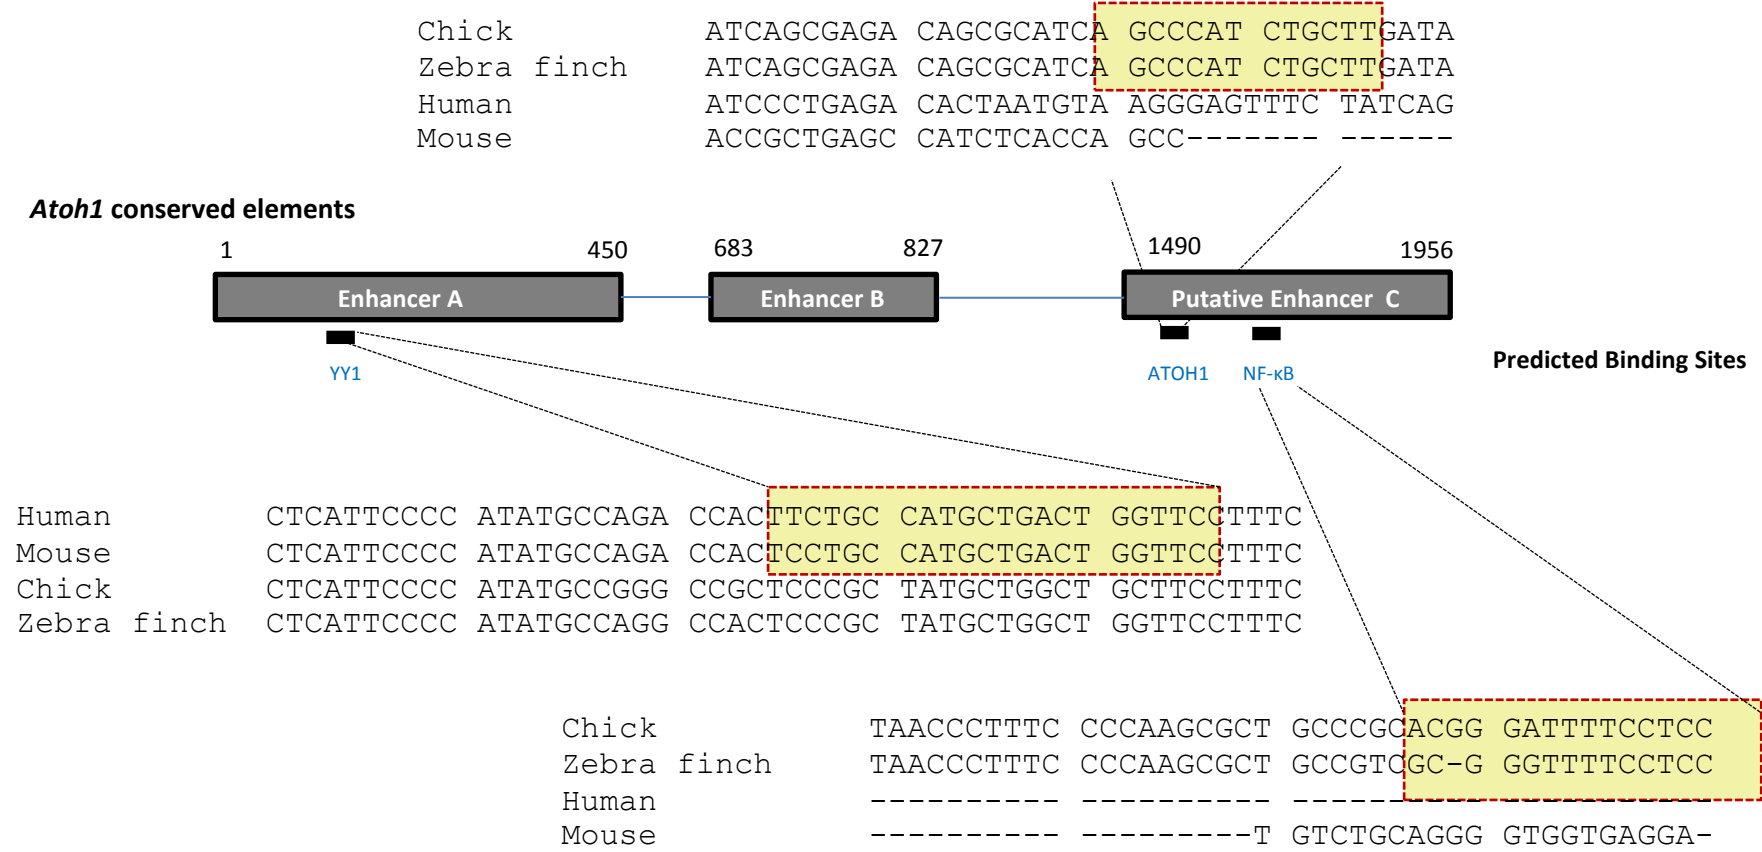 Chick ATCAGCGAGA CAGCGCATCA GCCCAT CTGCTTGATA
Zebra finch ATCAGCGAGA CAGCGCATCA GCCCAT CTGCTTGATA
Human ATCCCTGAGA CACTAATGTA AGGGAGTTTC TATCAG
Mouse ACCGCTGAGC CATCTCACCA GCC------- ------
Atoh1 conserved elements
1 450 683 827 1490 1956
Enhancer A Enhancer B Putative Enhancer C
YY1 ATOH1 NF-κB
Predicted Binding Sites
Human CTCATTCCCC ATATGCCAGA CCACTTCTGC CATGCTGACT GGTTCCTTTC
Mouse CTCATTCCCC ATATGCCAGA CCACTCCTGC CATGCTGACT GGTTCCTTTC
Chick CTCATTCCCC ATATGCCGGG CCGCTCCCGC TATGCTGGCT GCTTCCTTTC
Zebra finch CTCATTCCCC ATATGCCAGG CCACTCCCGC TATGCTGGCT GGTTCCTTTC
Chick TAACCCTTTC CCCAAGCGCT GCCCGCACGG GATTTTCCTCC
Zebra finch TAACCCTTTC CCCAAGCGCT GCCGTCGC-G GGTTTTCCTCC
Human ---------- ---------- ---------- ----------
Mouse ---------- ---------T GTCTGCAGGG GTGGTGAGGA-